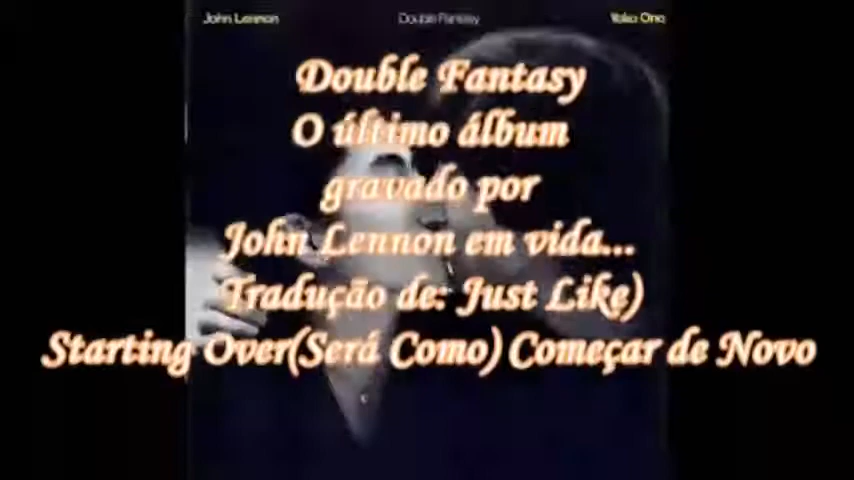 John Lennon Double Fantasy Yoko Ono
Double Fantasy
O último álbum
gravado por
John Lennon em vida...
Tradução de: Just Like)
Starting Over(Será Como) Começar de Novo